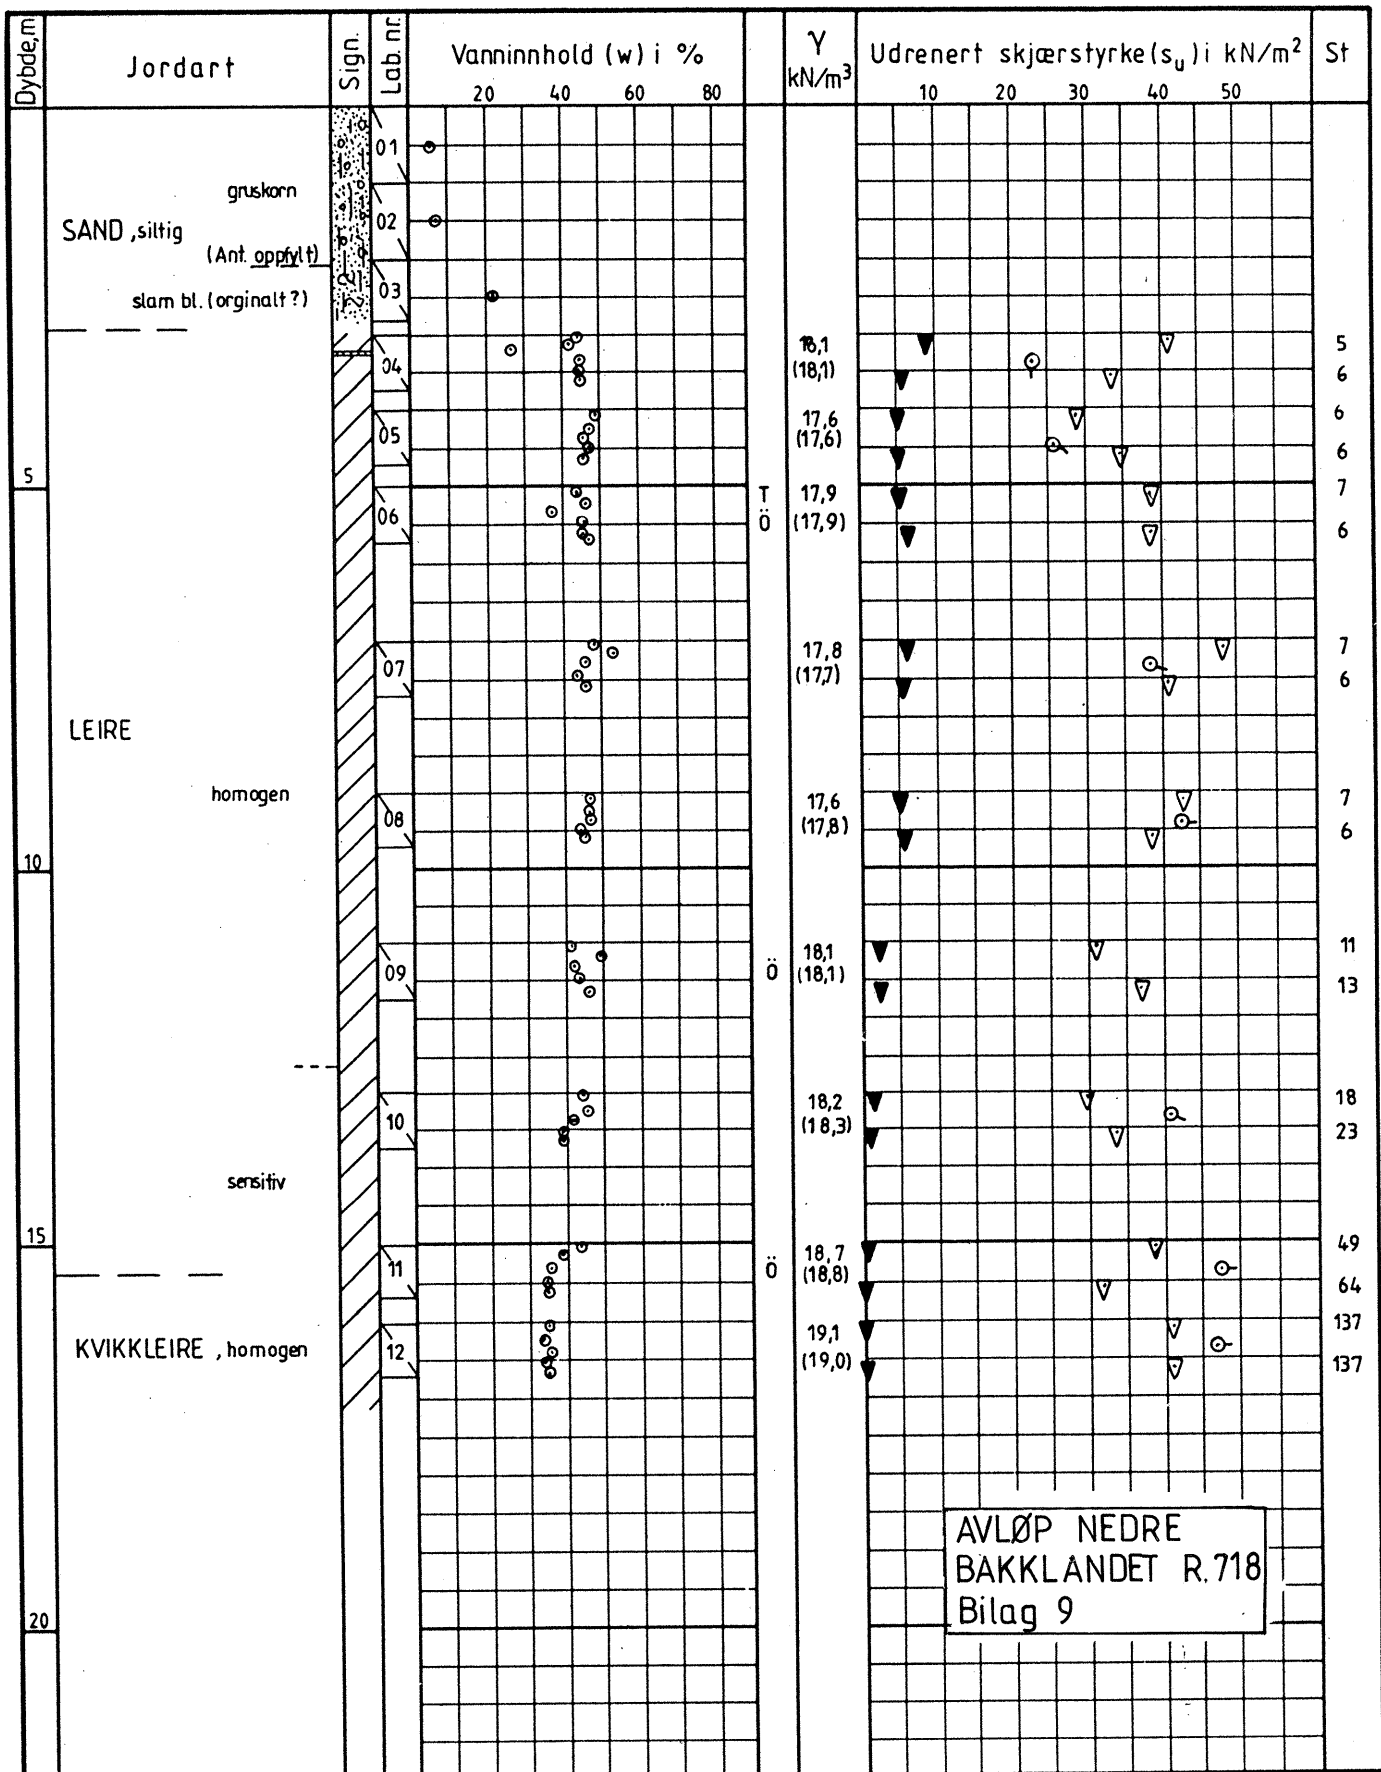 Dybde,m
Jordart
Sign.
Lab. nr.
Vanninnhold (w) i %
20 40 60 80
γ
kN/m³
Udrenert skjærstyrke (su) i kN/m²
10 20 30 40 50
St
01
gruskorn
02
SAND, siltig
(Ant. oppfylt)
03
slam bl. (orginalt?)
04
18,1
(18,1)
5
6
05
17,6
(17,6)
6
6
5
06
T
Ö
17,9
(17,9)
7
6
07
17,8
(17,7)
7
6
LEIRE
homogen
08
17,6
(17,8)
7
6
10
09
Ö
18,1
(18,1)
11
13
10
18,2
(18,3)
18
23
sensitiv
15
11
Ö
18,7
(18,8)
49
64
KVIKKLEIRE, homogen
12
19,1
(19,0)
137
137
AVLØP NEDRE
BAKKLANDET R.718
Bilag 9
20